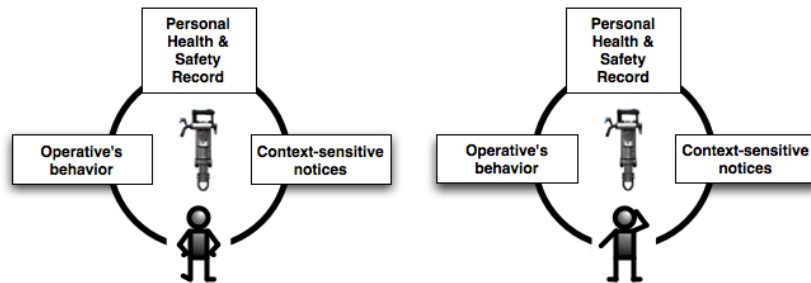 Personal
Health &
Safety
Record
Operative's
behavior
Context-sensitive
notices
Personal
Health &
Safety
Record
Operative's
behavior
Context-sensitive
notices